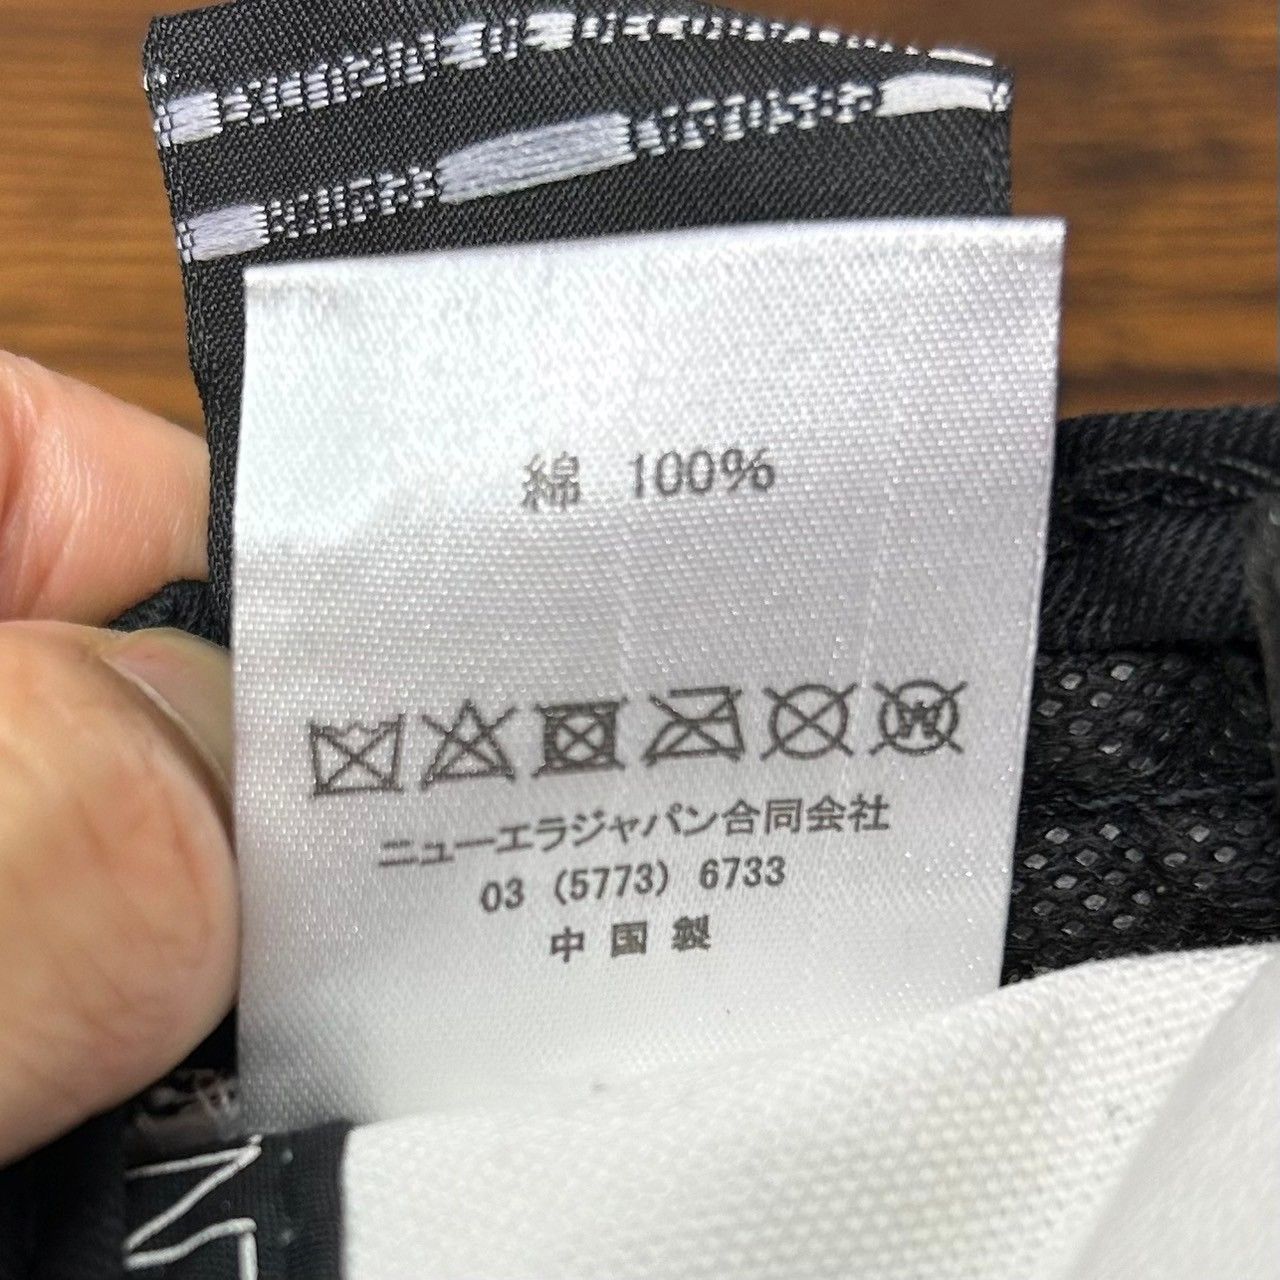 綿 100%
ニューエラジャパン合同会社
03 (5773) 6733
中国製